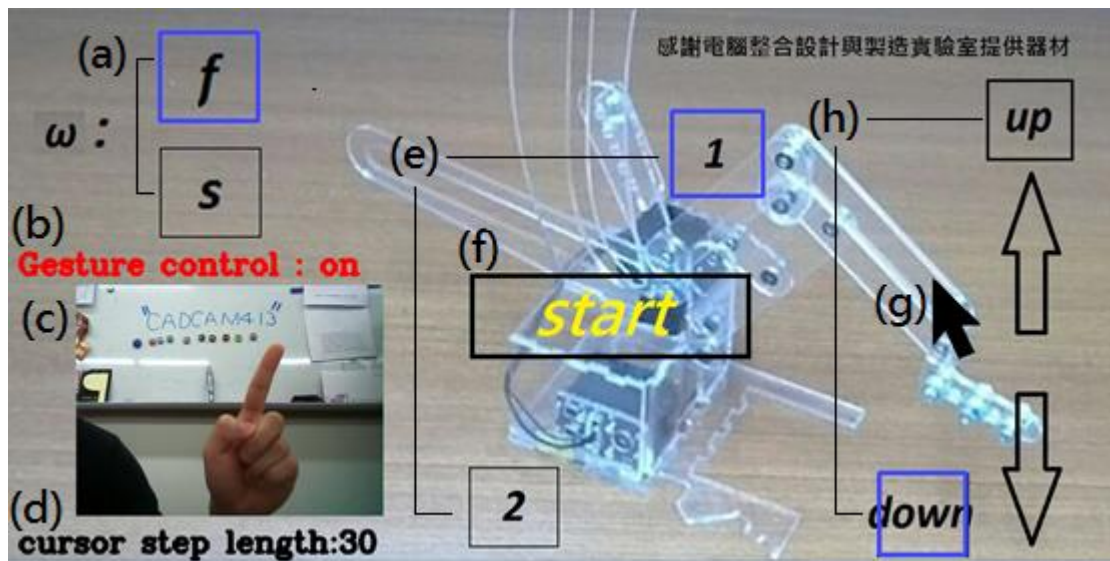 (a)
f
ω :
s
(b)
Gesture control : on
(c)
"CADCAM413"
(d)
cursor step length:30
(e)
1
2
(f)
start
(g)
感謝電腦整合設計與製造實驗室提供器材
(h)
up
down